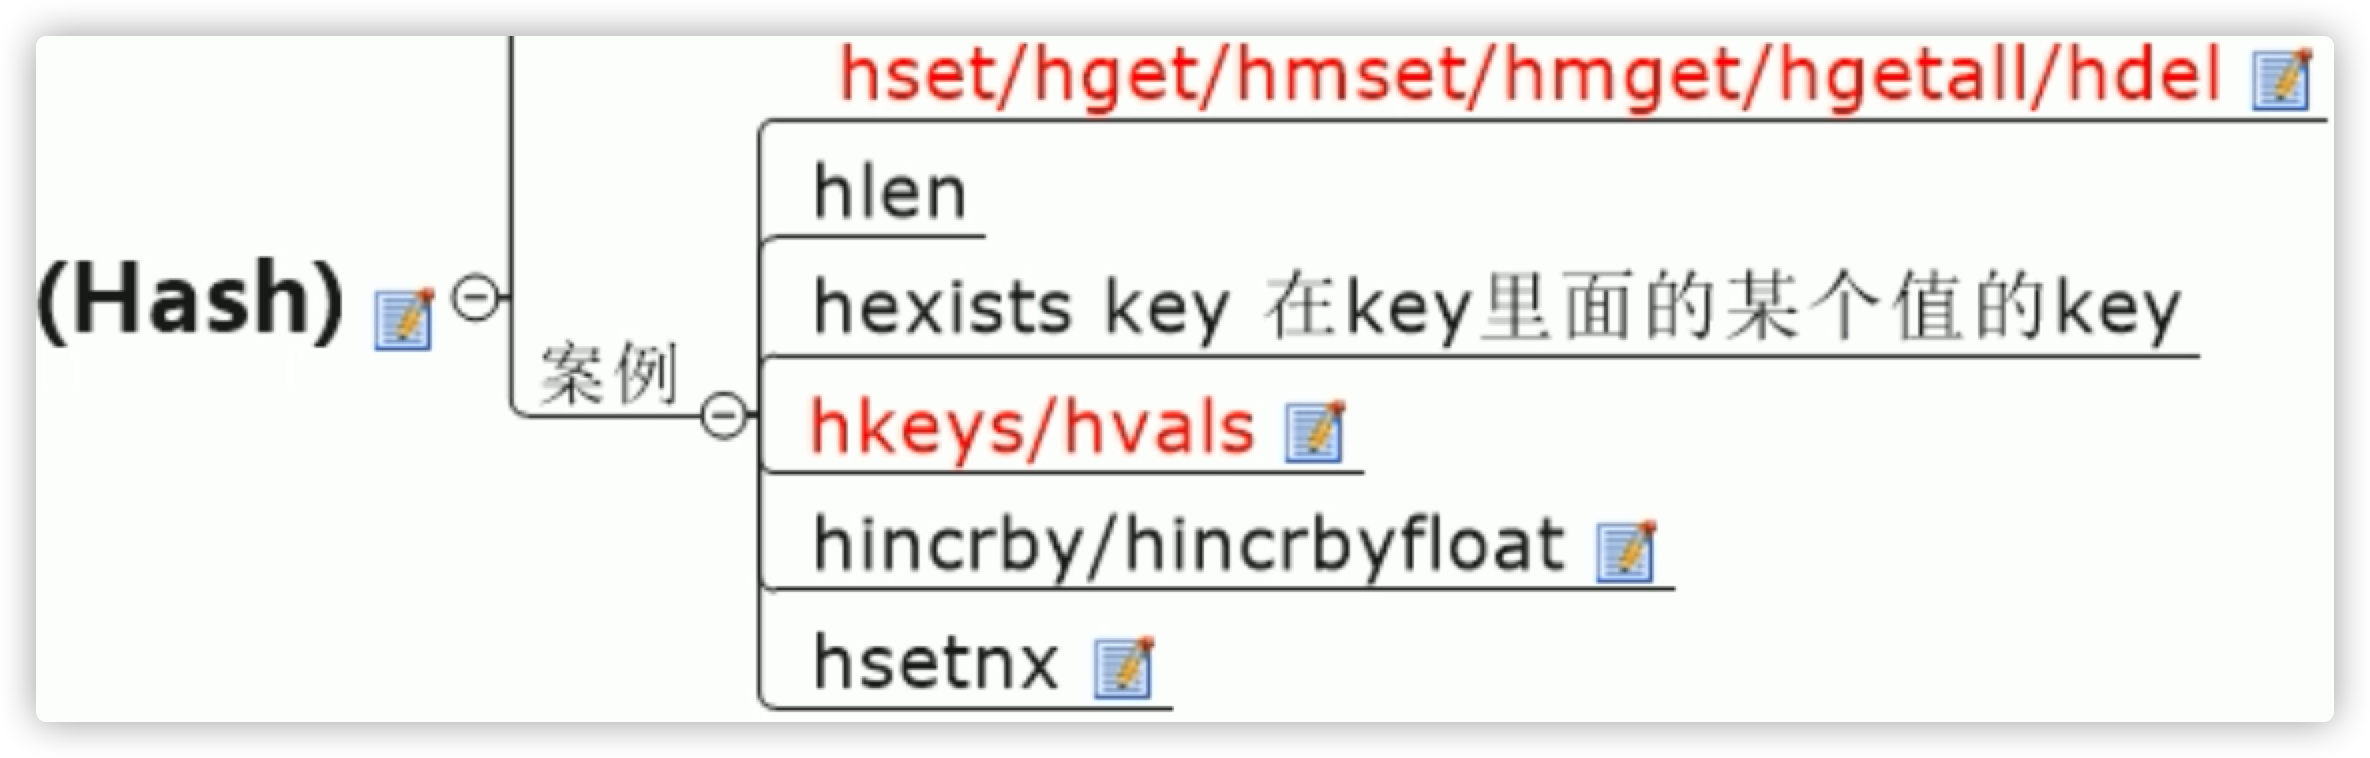 hset/hget/hmset/hmget/hgetall/hdel
hlen
hexists key 在key里面的某个值的key
(Hash)
案例
hkeys/hvals
hincrby/hincrbyfloat
hsetnx